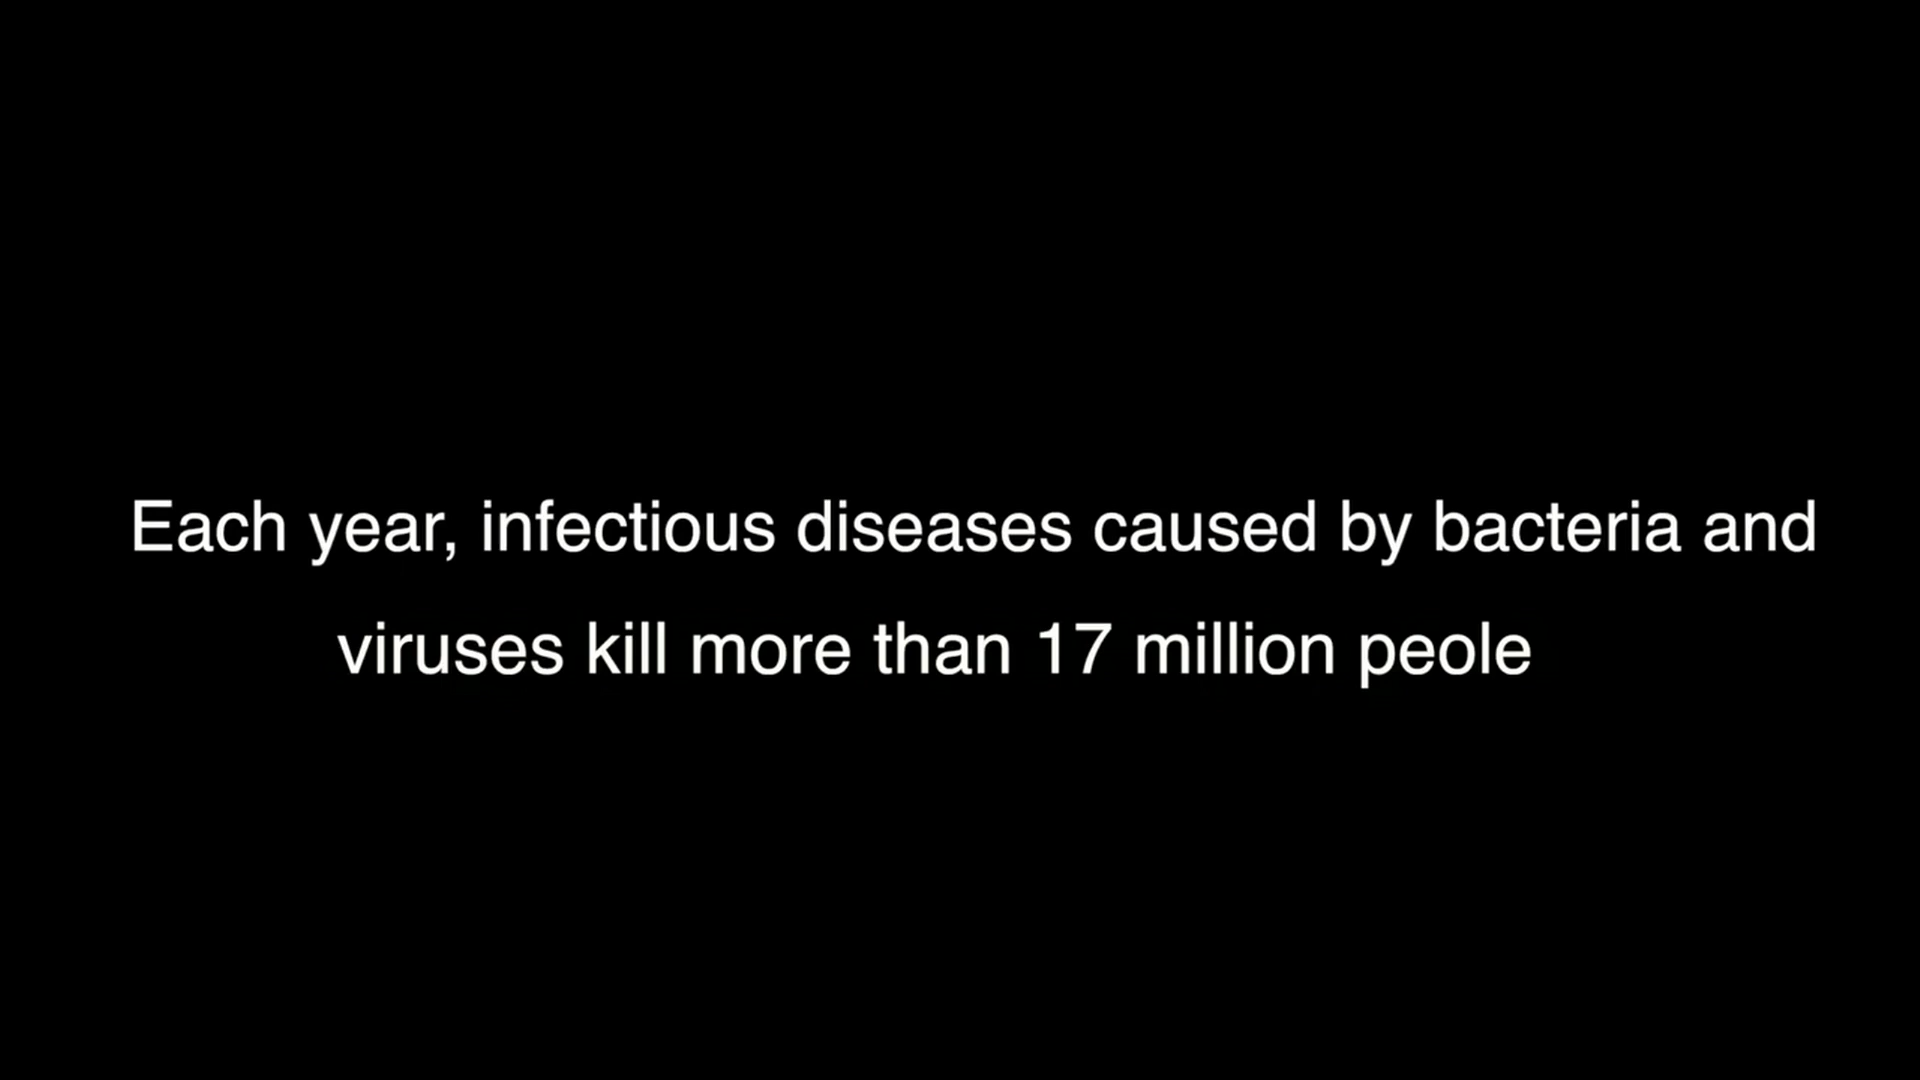 Each year, infectious diseases caused by bacteria and
viruses kill more than 17 million peole